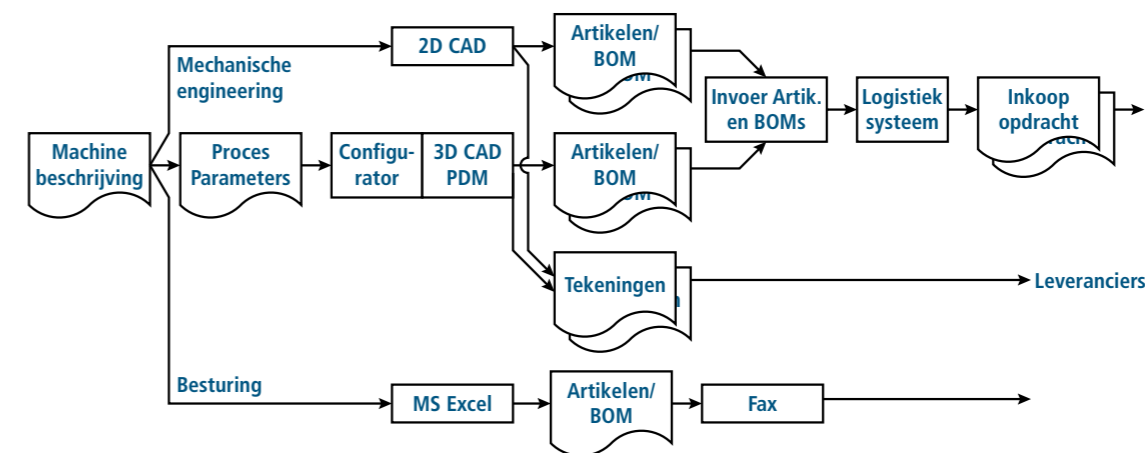 2D CAD
Artikelen/
BOM
Mechanische
engineering
Invoer Artik.
en BOMs
Logistiek
systeem
Inkoop
opdracht
Machine
beschrijving
Proces
Parameters
Configu-
rator
3D CAD
PDM
Artikelen/
BOM
Tekeningen
Leveranciers
Besturing
MS Excel
Artikelen/
BOM
Fax